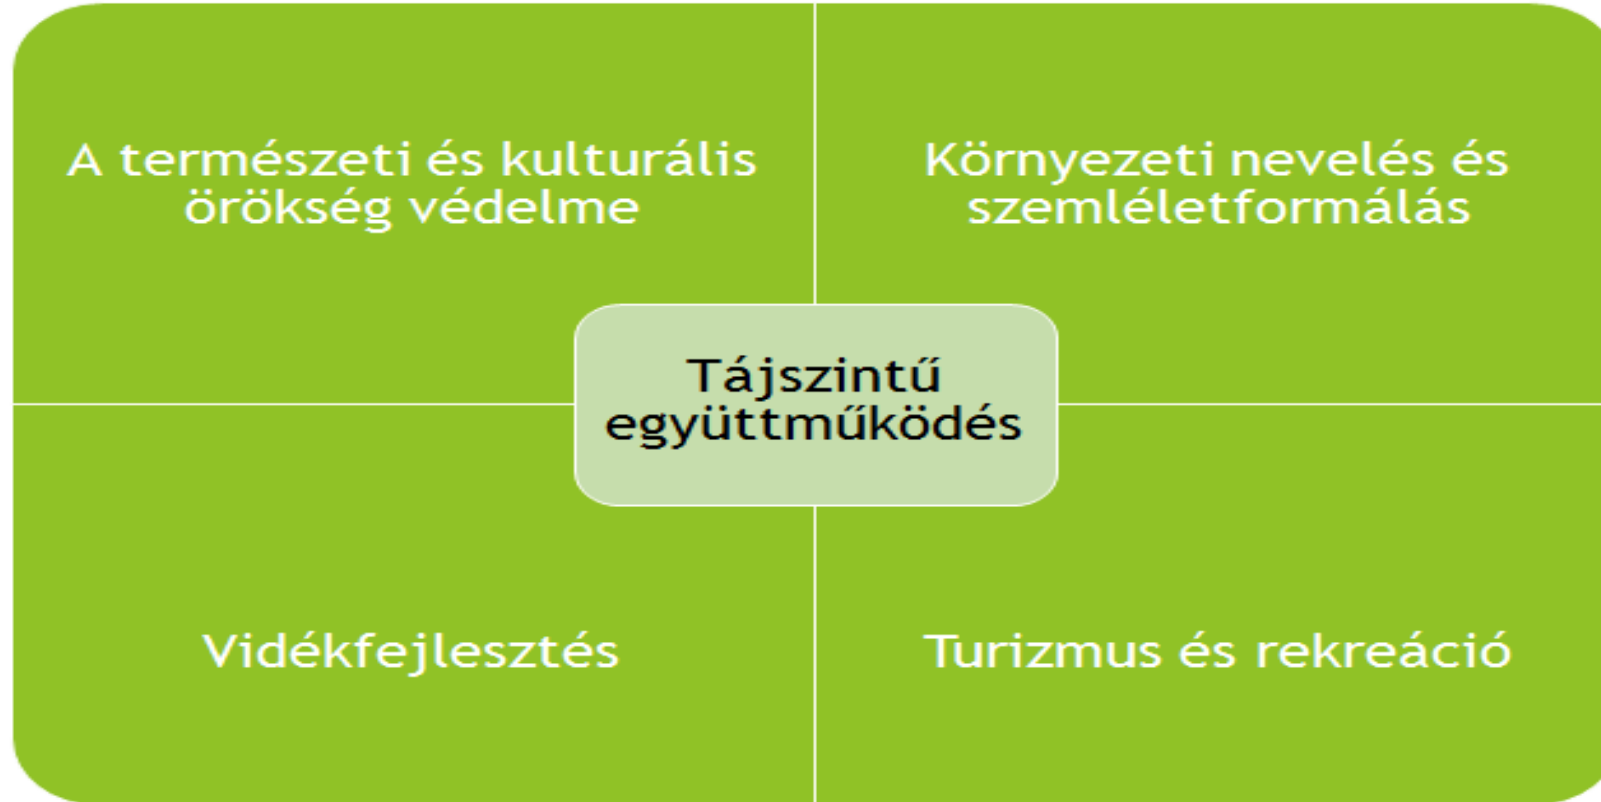 A természeti és kulturális
örökség védelme
Környezeti nevelés és
szemléletformálás
Tájszintű
együttműködés
Vidékfejlesztés
Turizmus és rekreáció